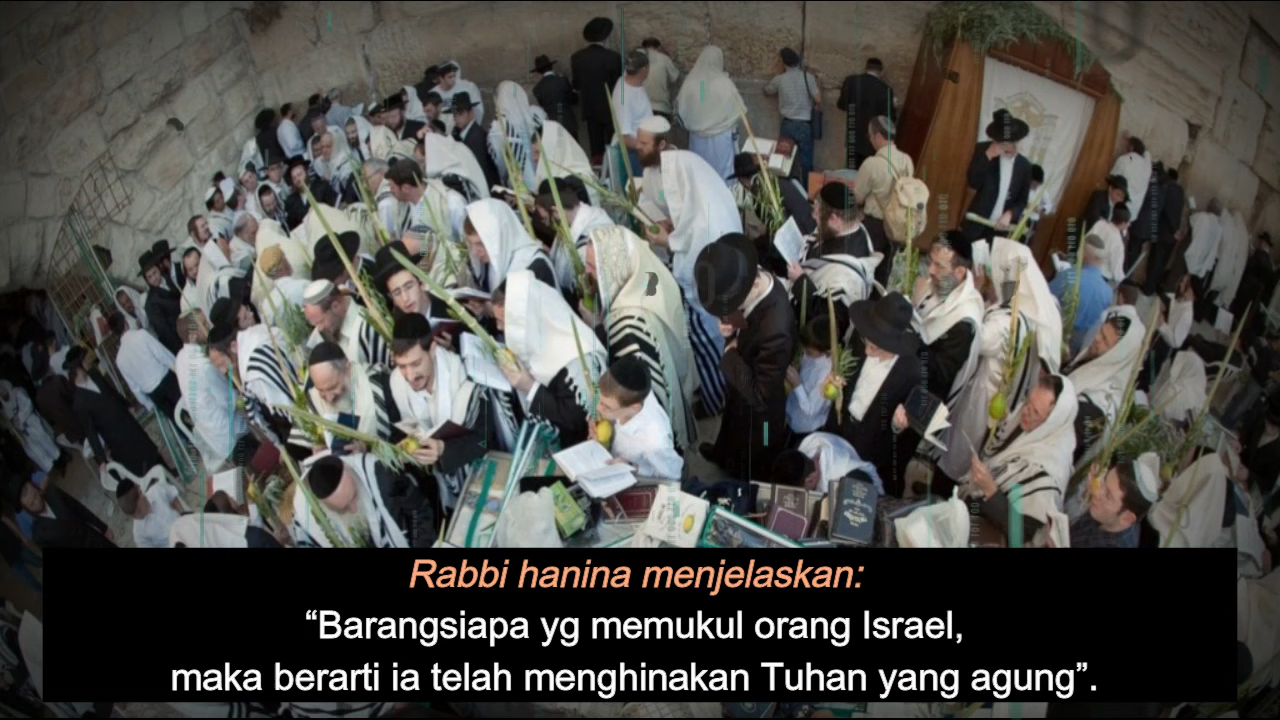 Rabbi hanina menjelaskan:
“Barangsiapa yg memukul orang Israel,
maka berarti ia telah menghinakan Tuhan yang agung”.